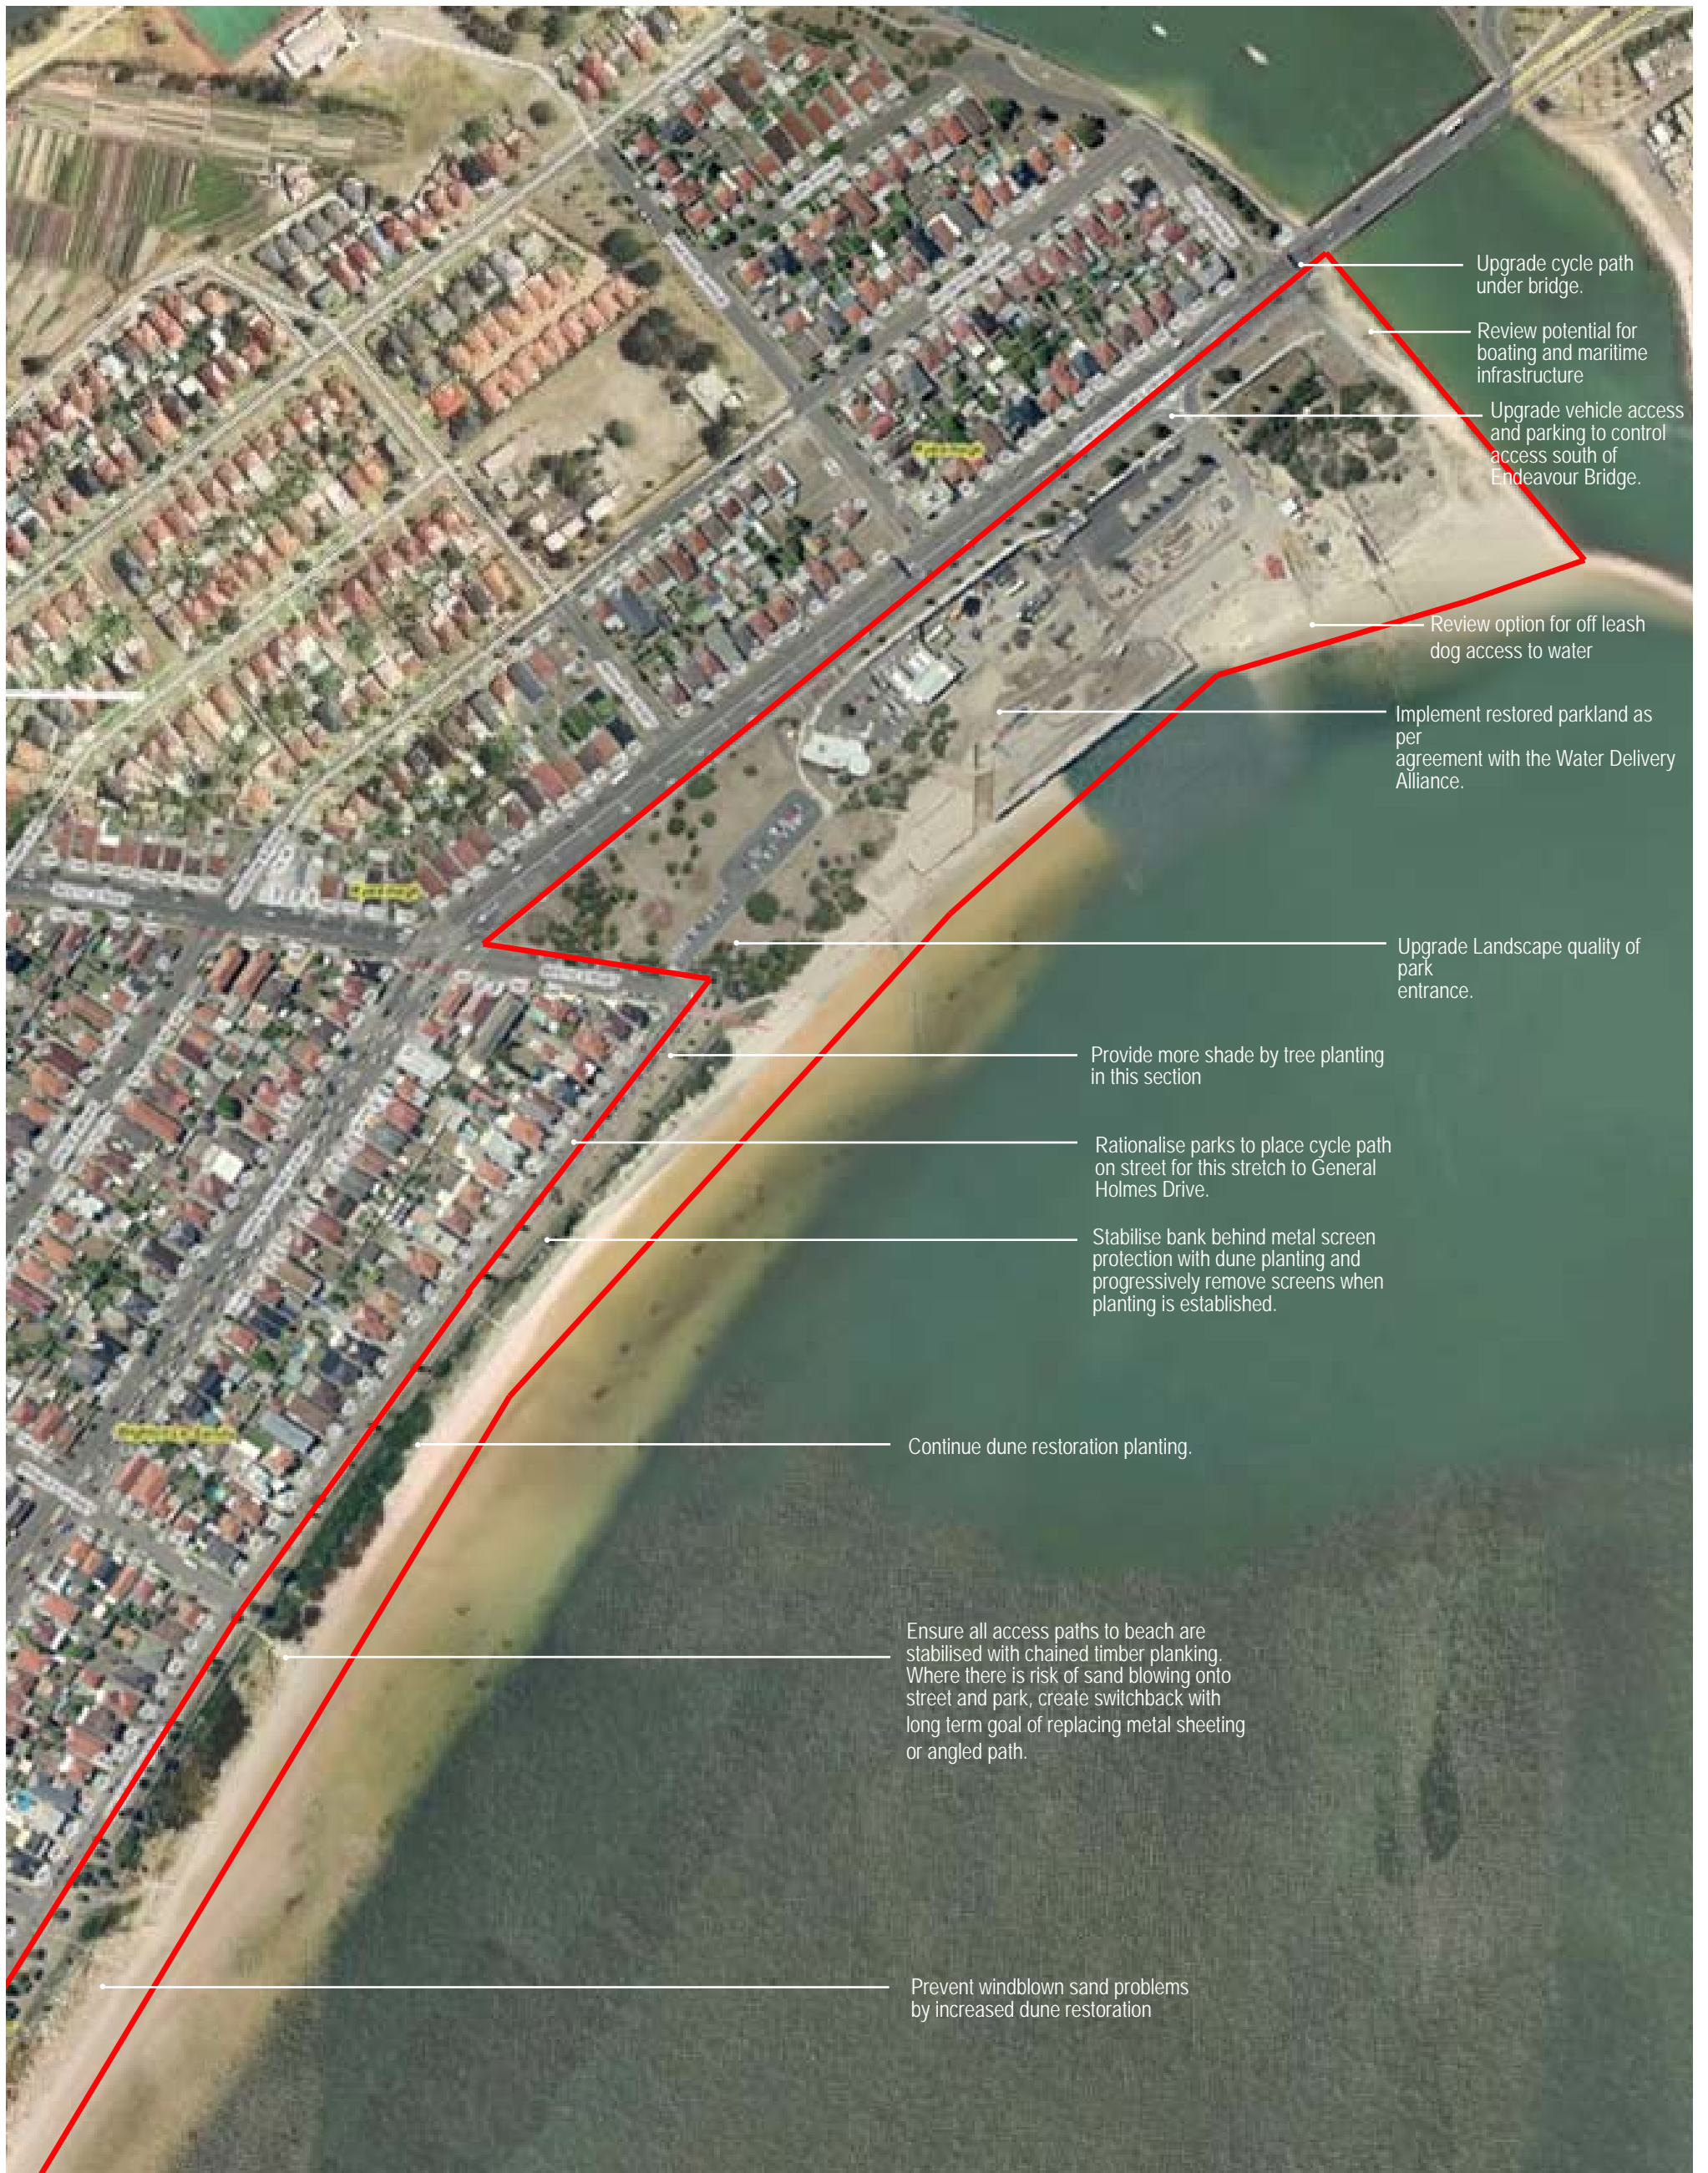 Upgrade cycle path
under bridge.
Review potential for
boating and maritime
infrastructure
Upgrade vehicle access
and parking to control
access south of
Endeavour Bridge.
Review option for off leash
dog access to water
Implement restored parkland as
per
agreement with the Water Delivery
Alliance.
Upgrade Landscape quality of
park
entrance.
Provide more shade by tree planting
in this section
Rationalise parks to place cycle path
on street for this stretch to General
Holmes Drive.
Stabilise bank behind metal screen
protection with dune planting and
progressively remove screens when
planting is established.
Continue dune restoration planting.
Ensure all access paths to beach are
stabilised with chained timber planking.
Where there is risk of sand blowing onto
street and park, create switchback with
long term goal of replacing metal sheeting
or angled path.
Prevent windblown sand problems
by increased dune restoration